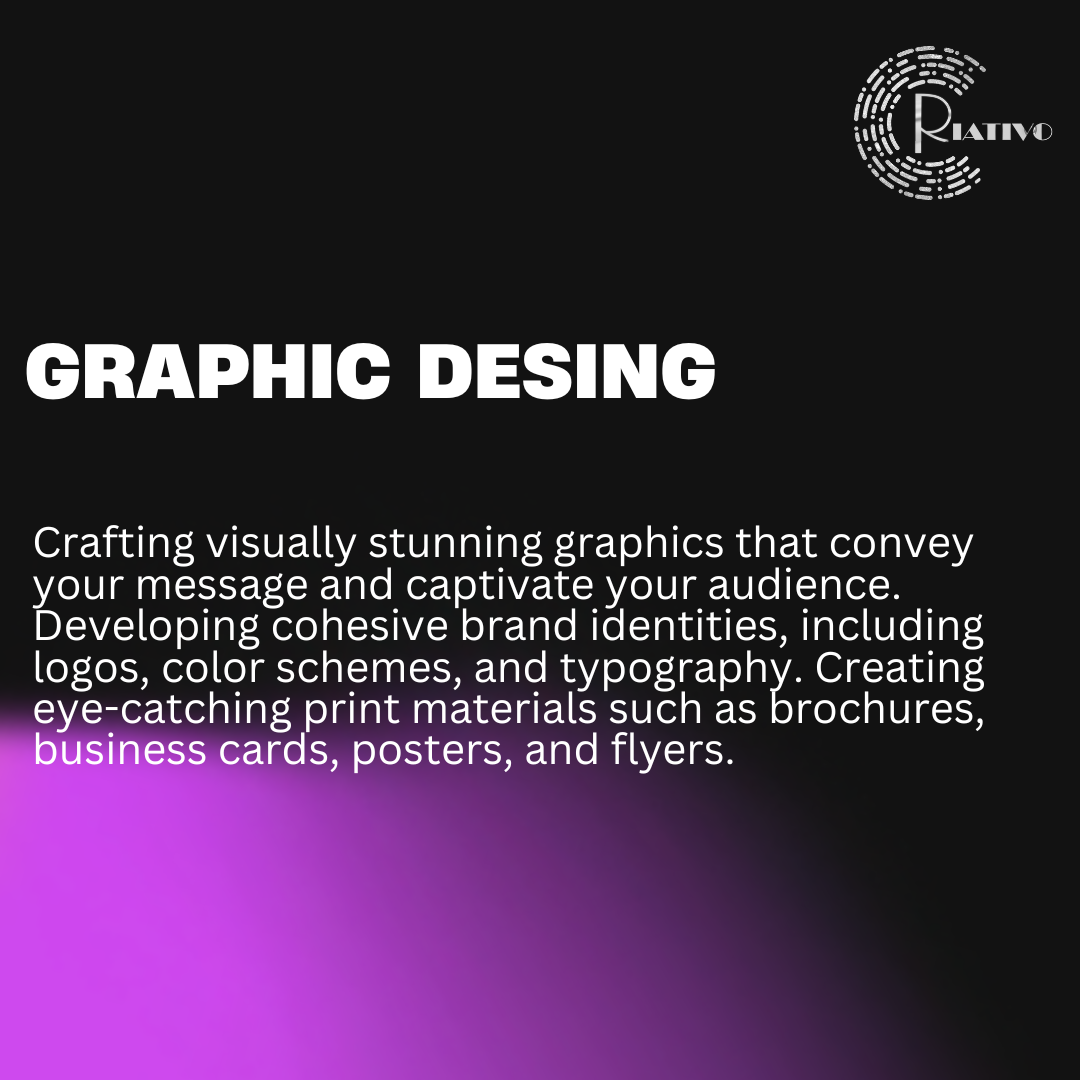 CRIATIVO
GRAPHIC DESING
Crafting visually stunning graphics that convey
your message and captivate your audience.
Developing cohesive brand identities, including
logos, color schemes, and typography. Creating
eye-catching print materials such as brochures,
business cards, posters, and flyers.